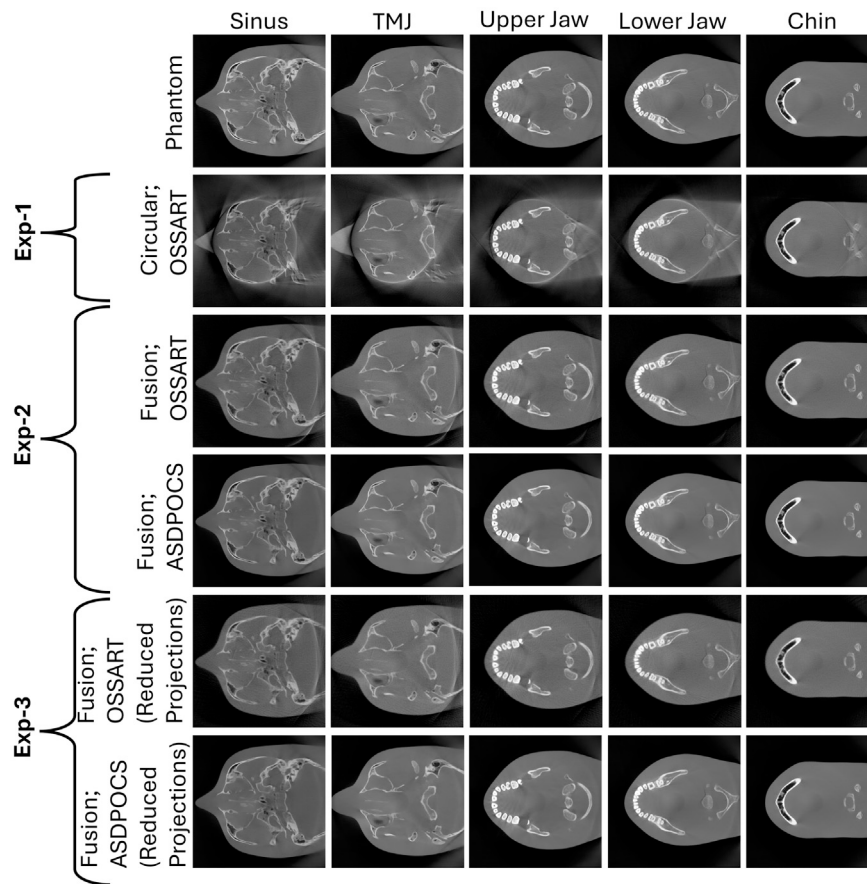 Sinus TMJ Upper Jaw Lower Jaw Chin
Phantom
Exp-1
Circular;
OSSART
Exp-2
Fusion;
OSSART
Fusion;
ASDPOCS
Exp-3
Fusion;
OSSART
(Reduced
Projections)
Fusion;
ASDPOCS
(Reduced
Projections)